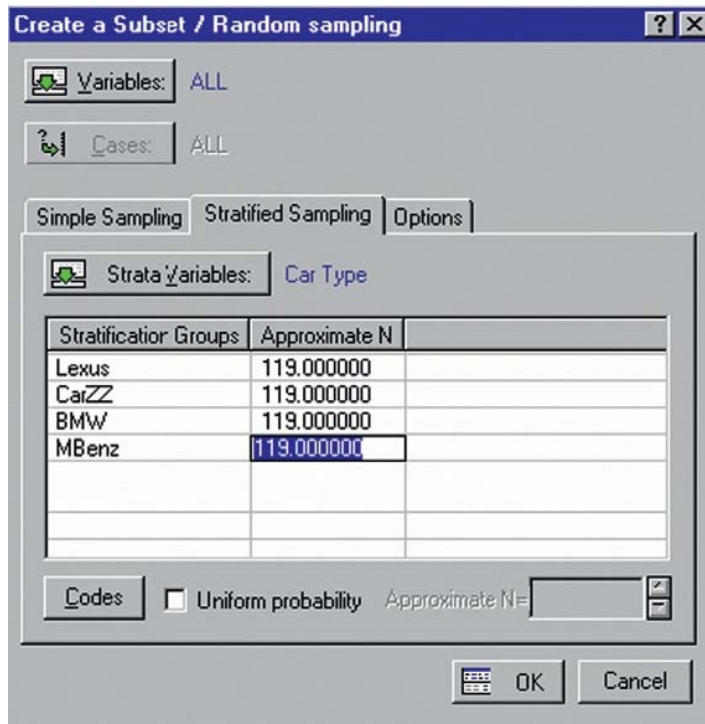 Create a Subset / Random sampling
Variables: ALL
Cases: ALL
Simple Sampling Stratified Sampling Options
Strata Variables: Car Type
Stratificatior Groups Approximate N
Lexus 119.000000
CarZZ 119.000000
BMW 119.000000
MBenz 119.000000
Codes Uniform probability Approximate N=
OK Cancel